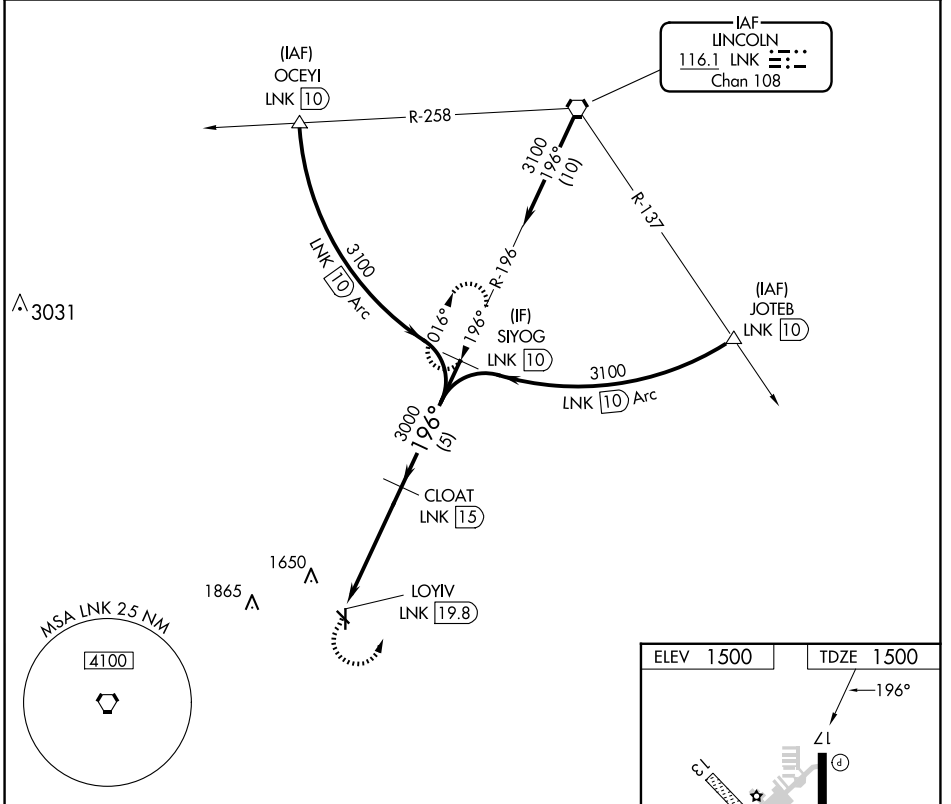 IAF
LINCOLN
116.1 LNK
Chan 108
(IAF)
OCEYI
LNK 10
R-258
3100
196°
(10)
R-137
3100
LNK 10 Arc
R-196
016°
196°
(IF)
SIYOG
LNK 10
(IAF)
JOTEB
LNK 10
3031
3100
LNK 10 Arc
3000
196°
(5)
CLOAT
LNK 15
1650
1865
LOYIV
LNK 19.8
MSA LNK 25 NM
4100
ELEV 1500
TDZE 1500
196°
17
P
13